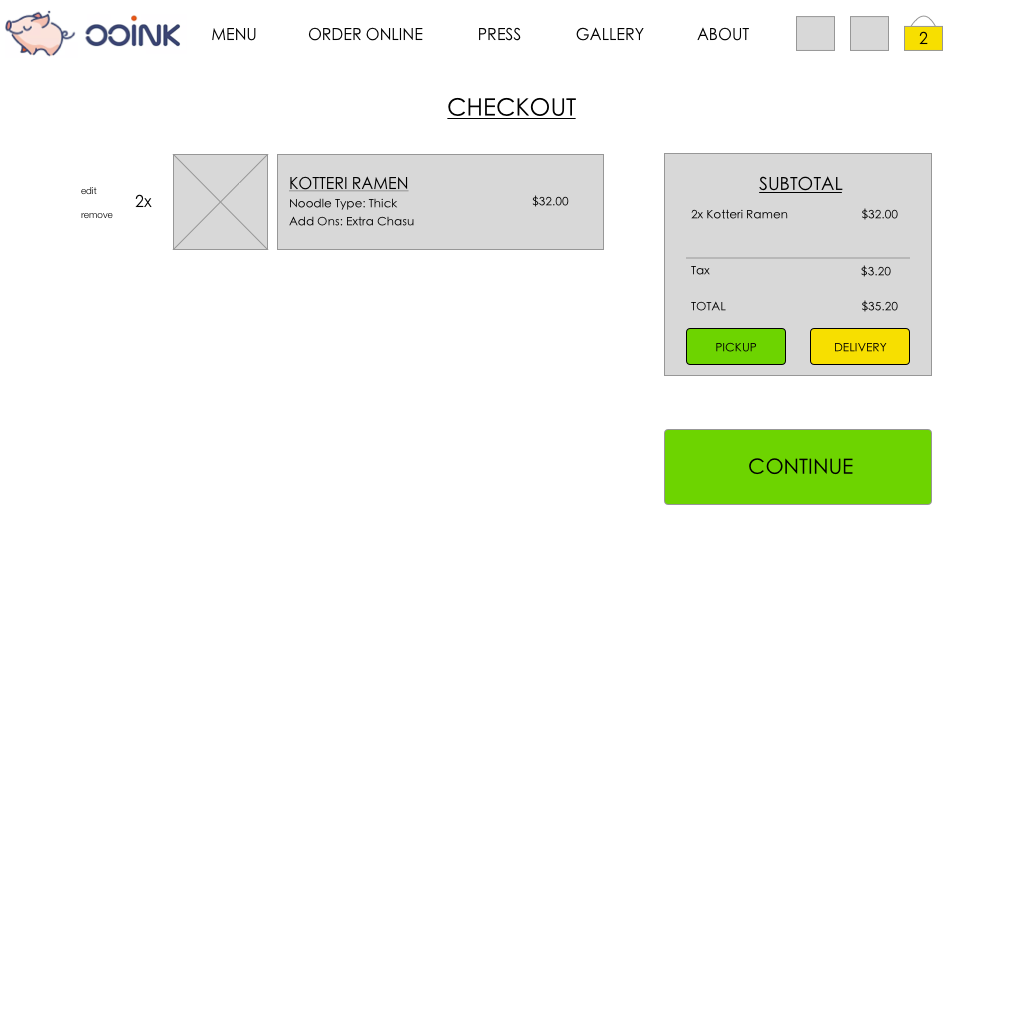 OOiNK MENU ORDER ONLINE PRESS GALLERY ABOUT 2
CHECKOUT
edit
remove
2x
KOTTERI RAMEN
Noodle Type: Thick
Add Ons: Extra Chasu
$32.00
SUBTOTAL
2x Kotteri Ramen $32.00
Tax $3.20
TOTAL $35.20
PICKUP DELIVERY
CONTINUE